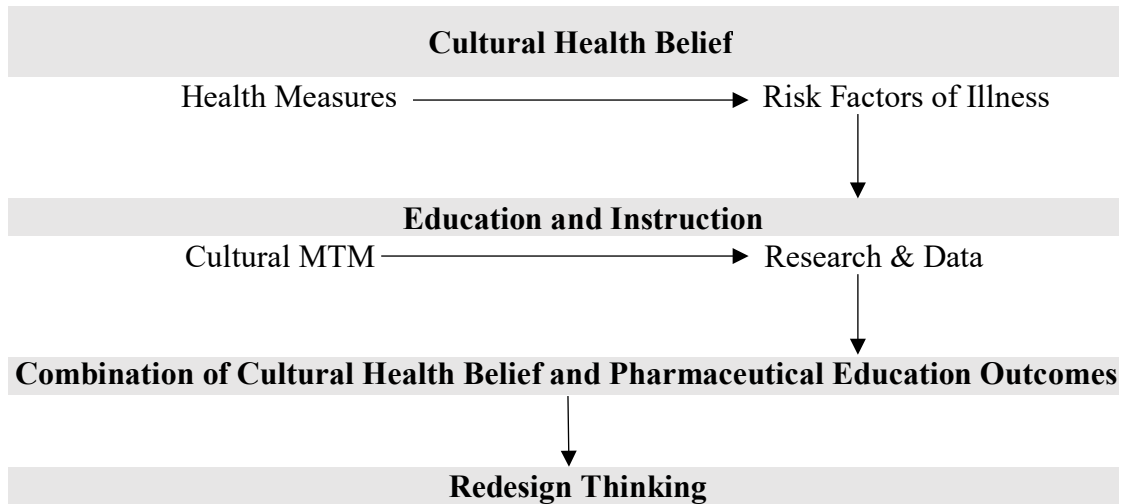 Cultural Health Belief
Health Measures Risk Factors of Illness
Education and Instruction
Cultural MTM Research & Data
Combination of Cultural Health Belief and Pharmaceutical Education Outcomes
Redesign Thinking